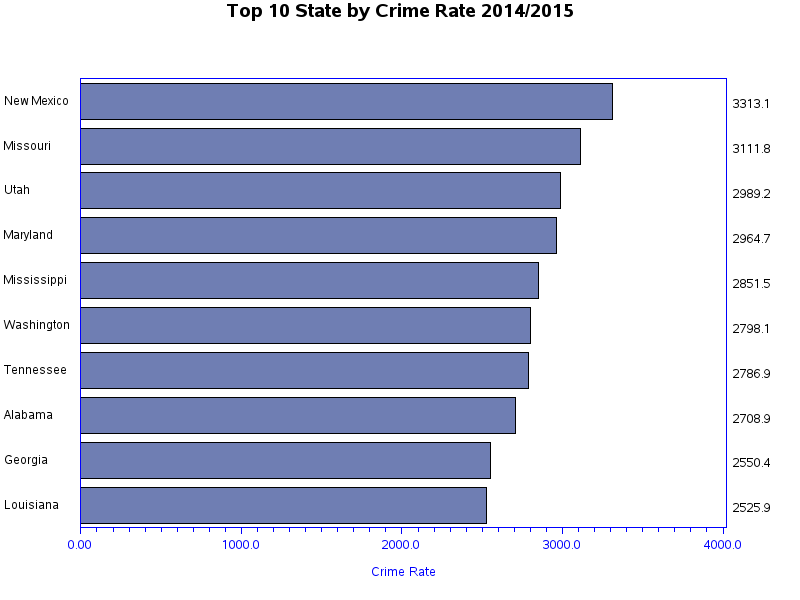 Top 10 State by Crime Rate 2014/2015
New Mexico 3313.1
Missouri 3111.8
Utah 2989.2
Maryland 2964.7
Mississippi 2851.5
Washington 2798.1
Tennessee 2786.9
Alabama 2708.9
Georgia 2550.4
Louisiana 2525.9
0.00 1000.0 2000.0 3000.0 4000.0
Crime Rate